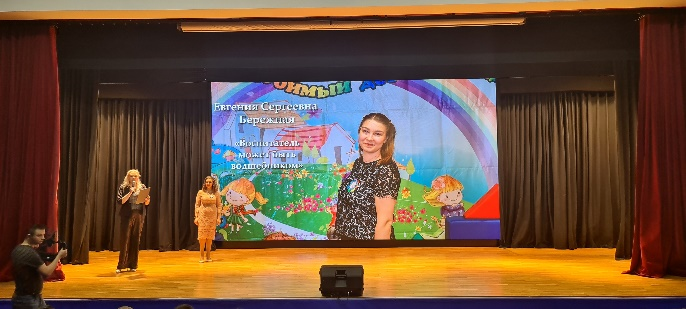 Евгения Сергеевна
Бережная
«Воспитатель
может быть
волшебником»